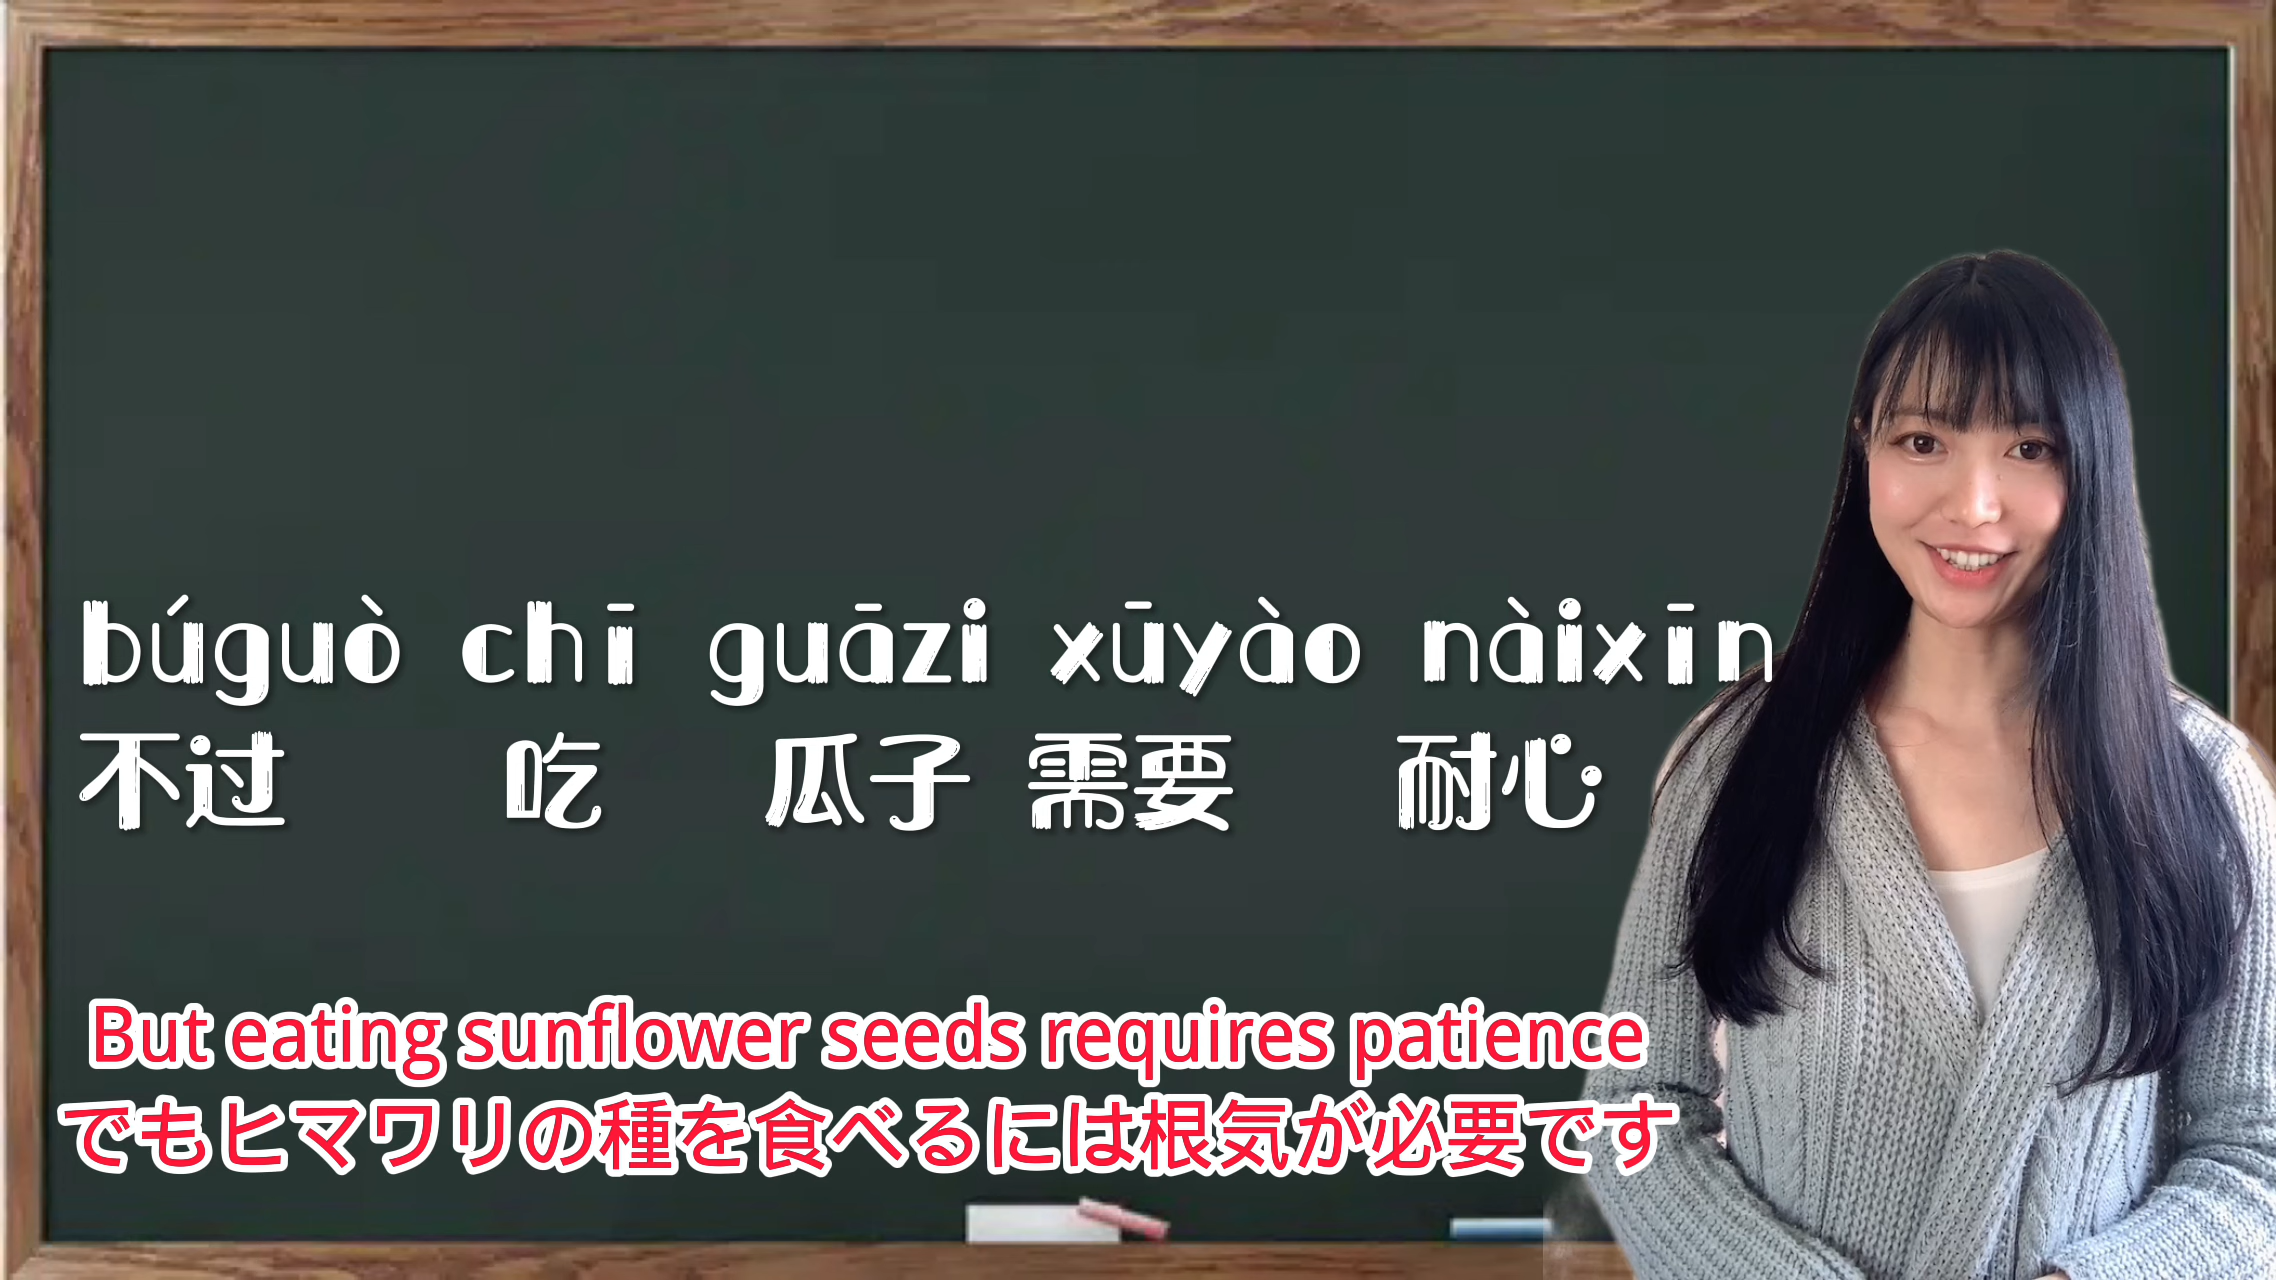 búguò chī guāzi xūyào nàixīn
不过 吃 瓜子 需要 耐心
But eating sunflower seeds requires patience
でもヒマワリの種を食べるには根気が必要です